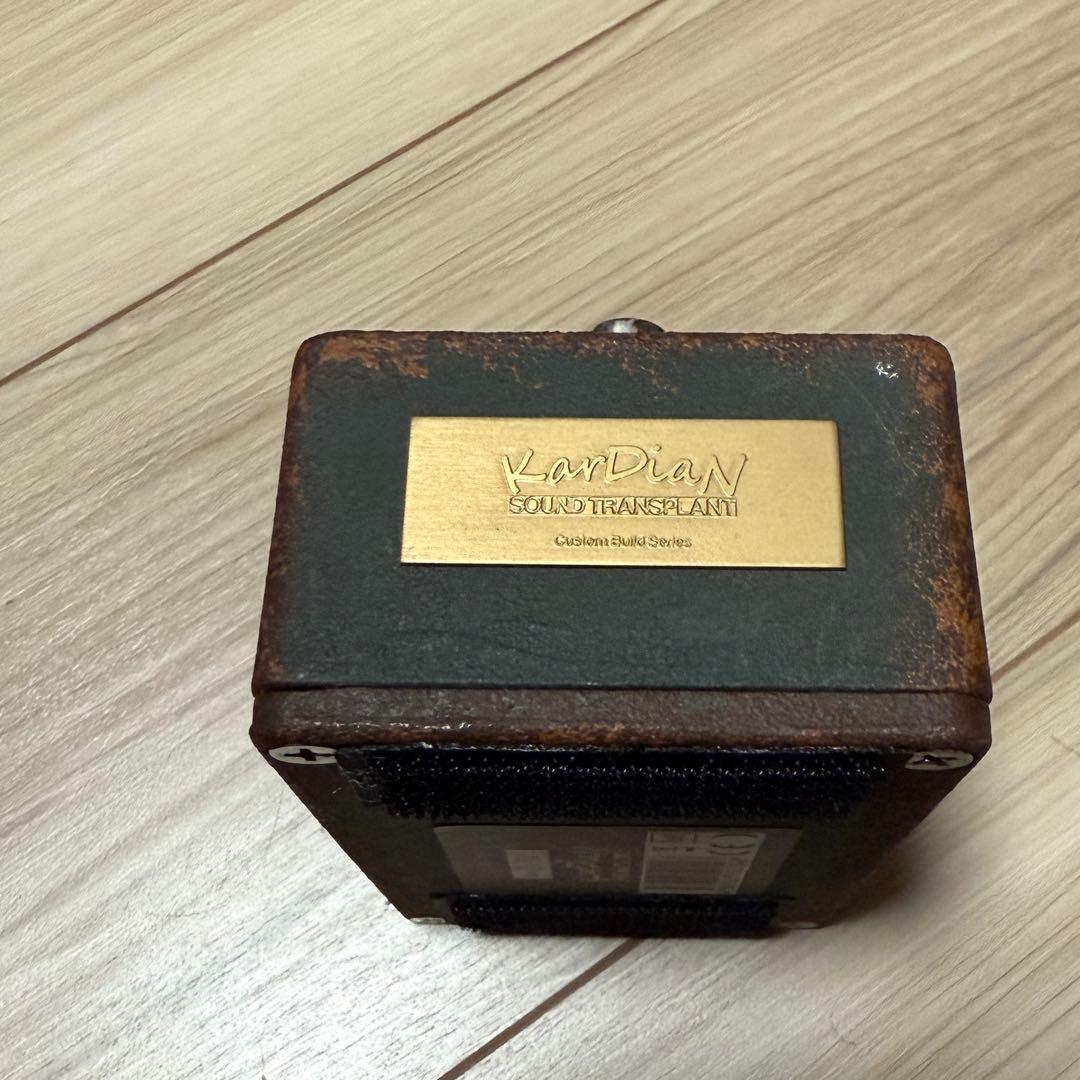 KarDiaN
SOUND TRANSPLANT
Custom Build Series